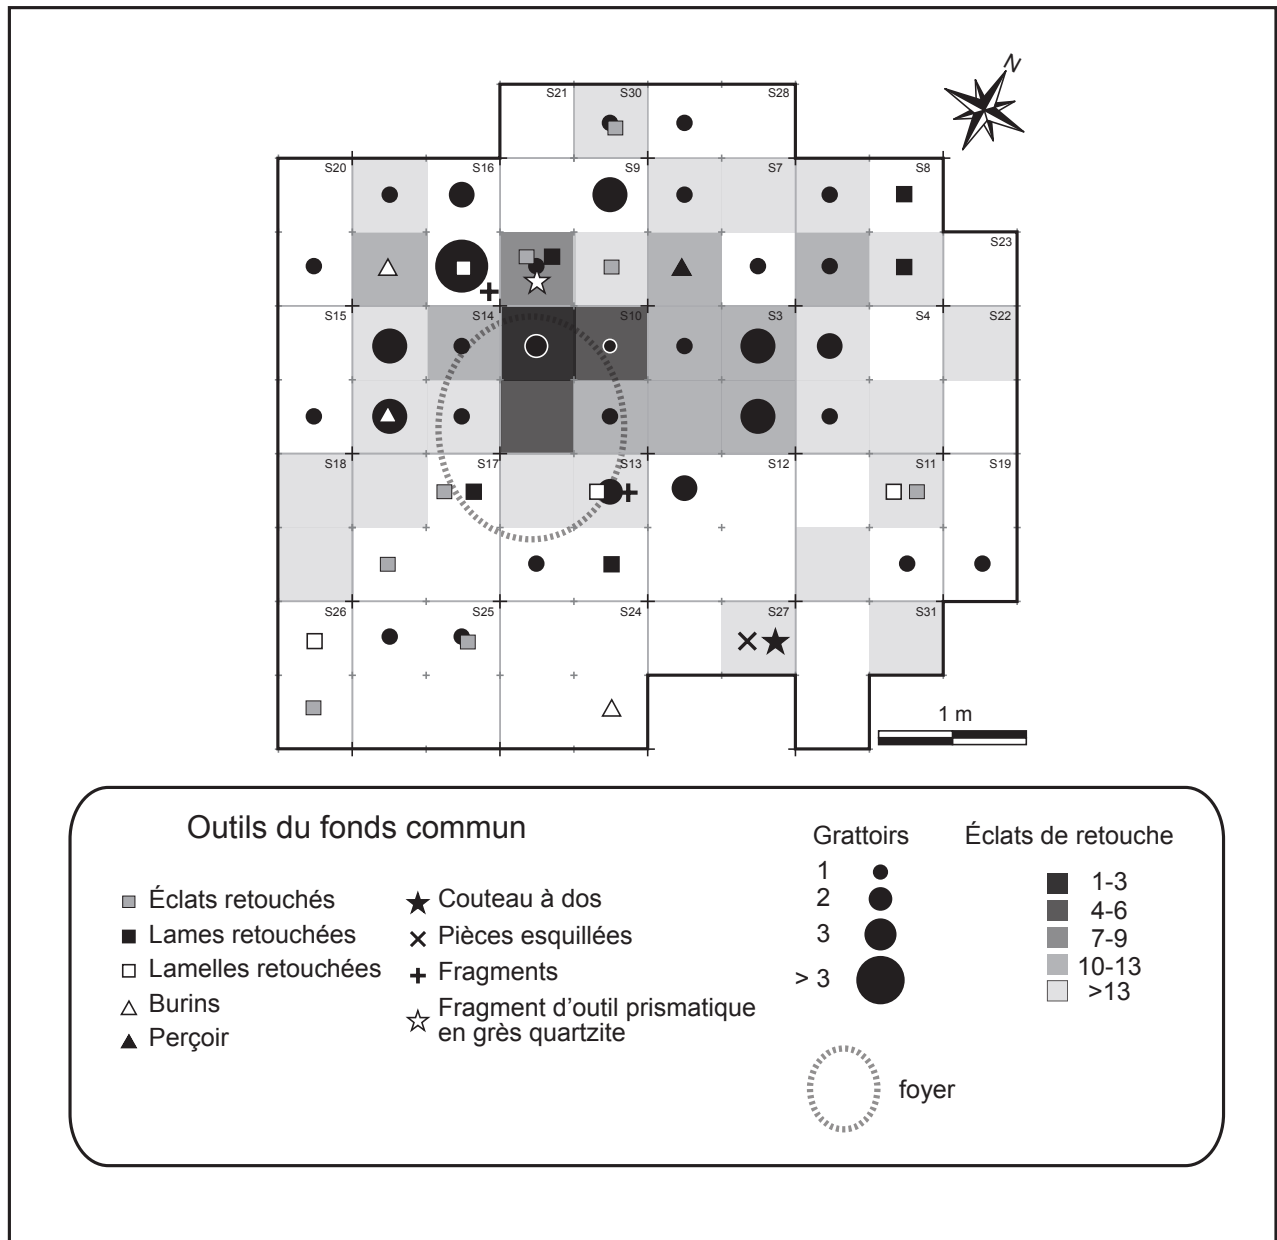 N
S21 S30 S28
S20 S16 S9 S7 S8
S23
S15 S14 S10 S3 S4 S22
S18 S17 S13 S12 S11 S19
S26 S25 S24 S27 S31
1 m
Outils du fonds commun
Éclats retouchés
Lames retouchées
Lamelles retouchées
Burins
Perçoir
Couteau à dos
Pièces esquillées
Fragments
Fragment d'outil prismatique
en grès quartzite
Grattoirs
1
2
3
> 3
foyer
Éclats de retouche
1-3
4-6
7-9
10-13
>13